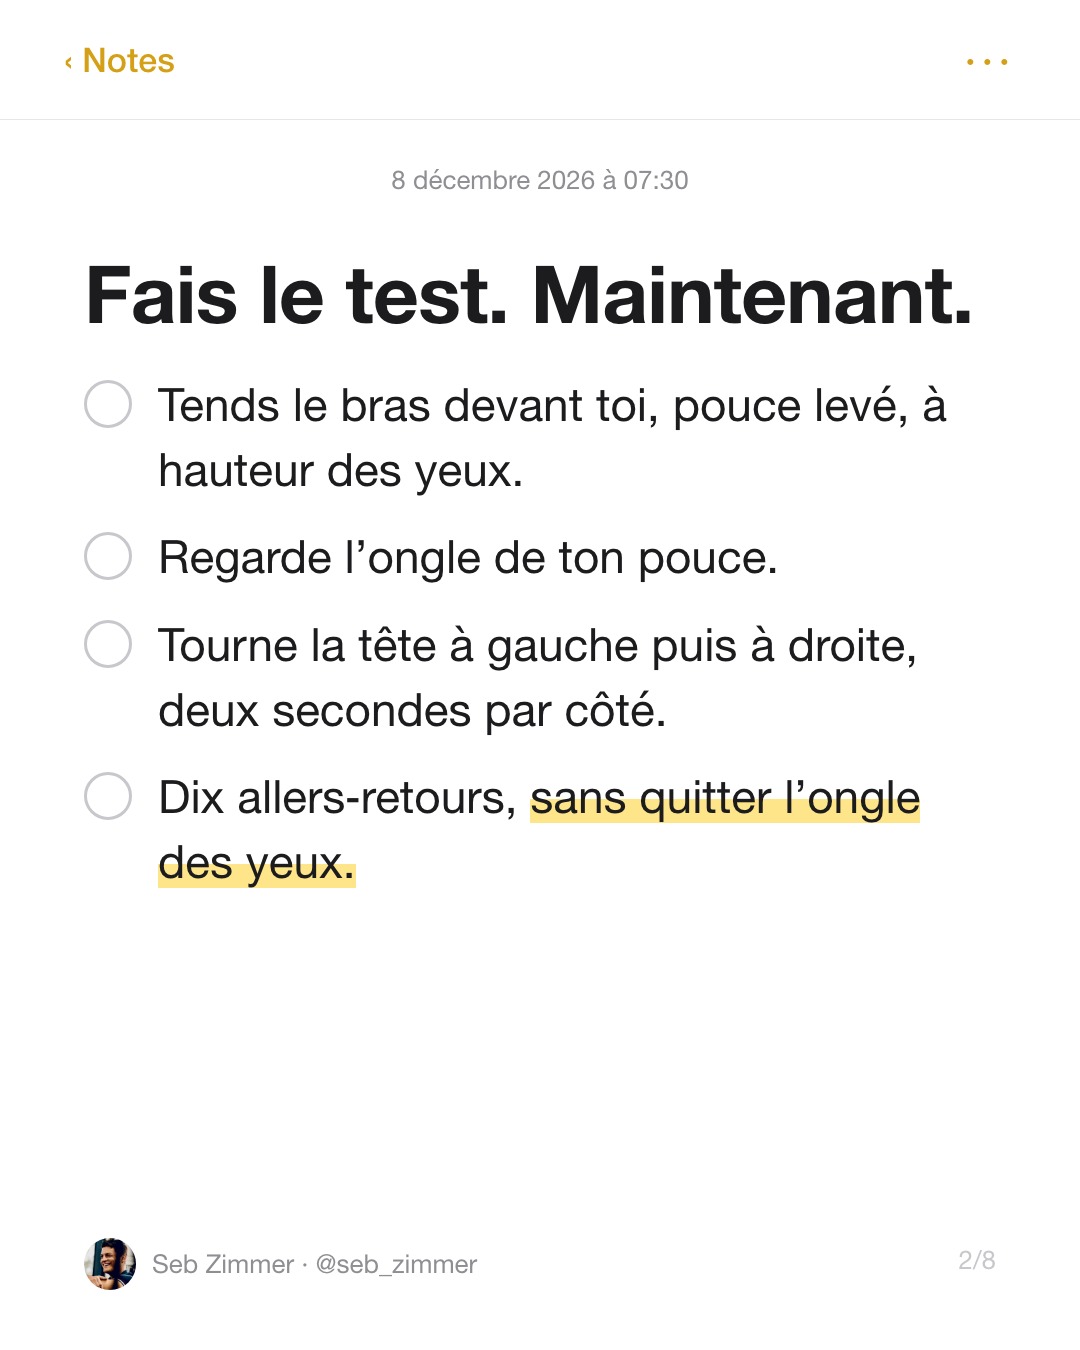 ‹ Notes
8 décembre 2026 à 07:30
Fais le test. Maintenant.
Tends le bras devant toi, pouce levé, à
hauteur des yeux.
Regarde l’ongle de ton pouce.
Tourne la tête à gauche puis à droite,
deux secondes par côté.
Dix allers-retours, sans quitter l’ongle
des yeux.
Seb Zimmer · @seb_zimmer
2/8